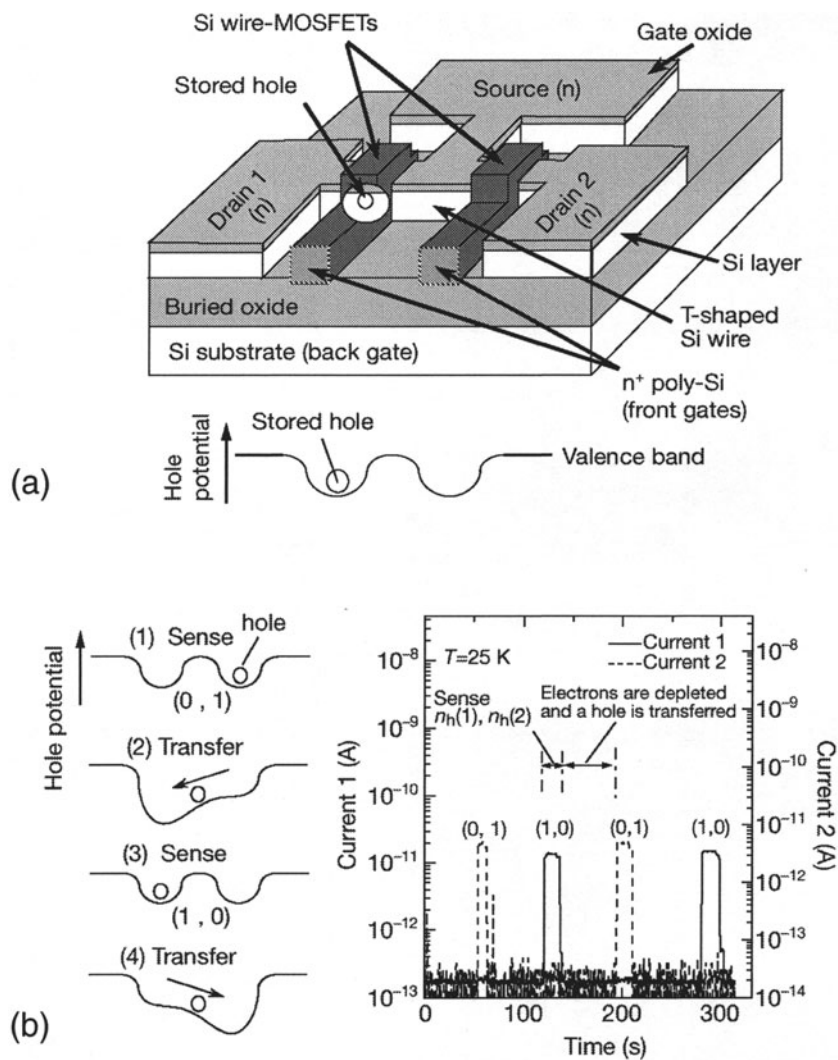 Si wire-MOSFETs
Gate oxide
Stored hole
Source (n)
Drain 1
(n)
Drain 2
(n)
Si layer
Buried oxide
T-shaped
Si wire
Si substrate (back gate)
n⁺ poly-Si
(front gates)
Stored hole
Hole
potential
Valence band
(a)
Hole potential
(1) Sense
hole
(0 , 1)
(2) Transfer
(3) Sense
(1 , 0)
(4) Transfer
(b)
Current 1
Current 2
T=25 K
Sense
nₕ(1), nₕ(2)
Electrons are depleted
and a hole is transferred
(0, 1)
(1,0)
(0,1)
(1,0)
Current 1 (A)
10⁻⁸
10⁻⁹
10⁻¹⁰
10⁻¹¹
10⁻¹²
10⁻¹³
Current 2 (A)
10⁻⁸
10⁻⁹
10⁻¹⁰
10⁻¹¹
10⁻¹²
10⁻¹³
10⁻¹⁴
0
100
200
300
Time (s)